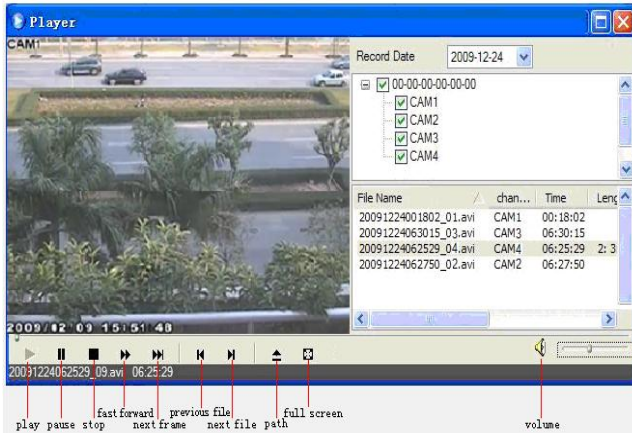 Player
CAM1
Record Date 2009-12-24
00-00-00-00-00-00
CAM1
CAM2
CAM3
CAM4
File Name chan... Time Leng
20091224001802_01.avi CAM1 00:18:02
20091224063015_03.avi CAM3 06:30:15
20091224062529_04.avi CAM4 06:25:29 2: 3
20091224062750_02.avi CAM2 06:27:50
2009/02 09 15:51:48
20091224062529_09.avi 06:25:29
fast forward previous file full screen
play pause stop next frame next file path volume